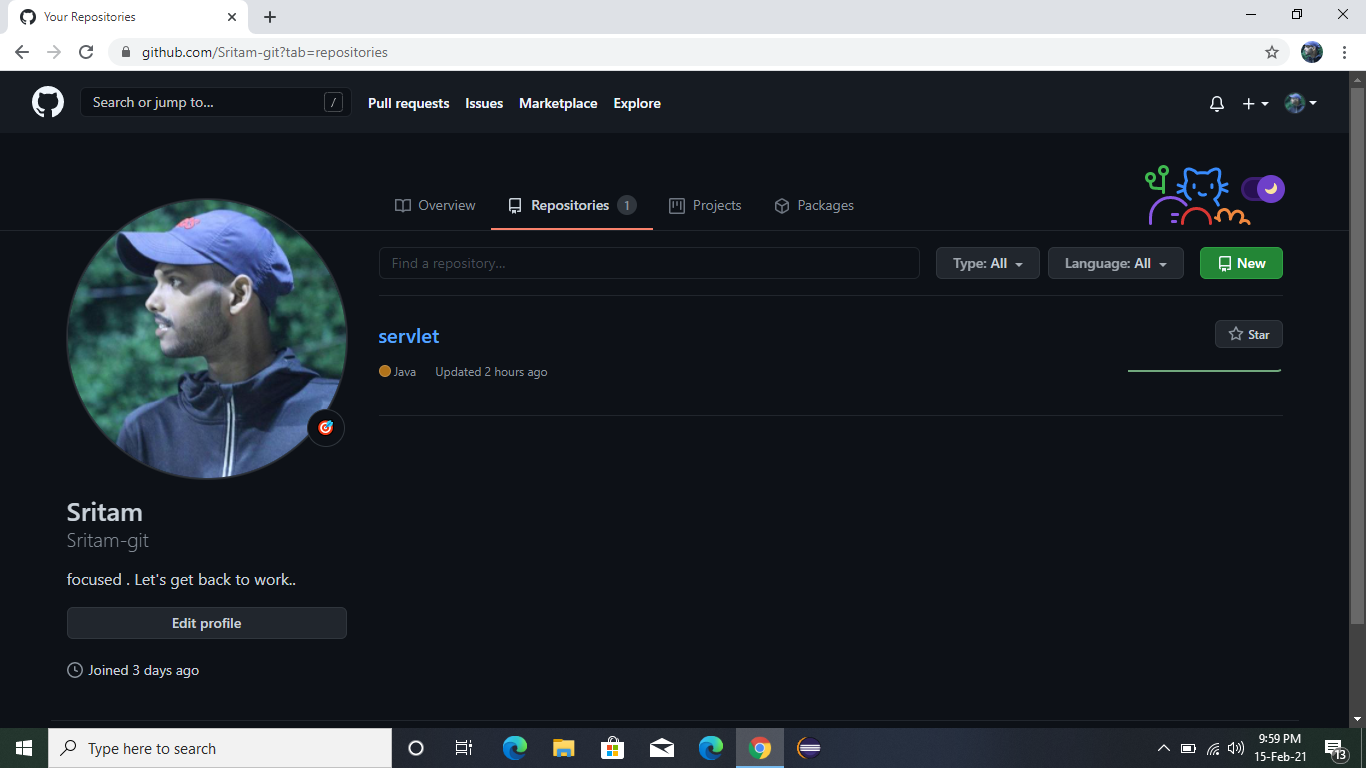 Your Repositories
github.com/Sritam-git?tab=repositories
Search or jump to... / Pull requests Issues Marketplace Explore
Overview Repositories 1 Projects Packages
Find a repository... Type: All Language: All New
servlet Star
Java Updated 2 hours ago
Sritam
Sritam-git
focused . Let's get back to work..
Edit profile
Joined 3 days ago
Type here to search
9:59 PM
15-Feb-21
13